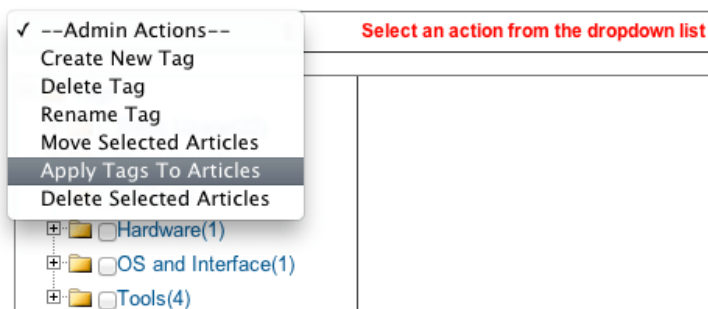 ✓ --Admin Actions--
Select an action from the dropdown list
Create New Tag
Delete Tag
Rename Tag
Move Selected Articles
Apply Tags To Articles
Delete Selected Articles
Hardware(1)
OS and Interface(1)
Tools(4)